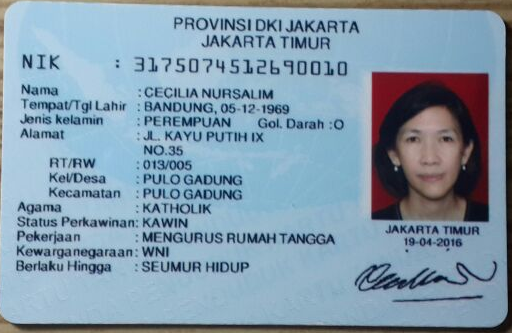 PROVINSI DKI JAKARTA
JAKARTA TIMUR
NIK : 3175074512690010
Nama : CECILIA NURSALIM
Tempat/Tgl Lahir : BANDUNG, 05-12-1969
Jenis kelamin : PEREMPUAN Gol. Darah :O
Alamat : JL. KAYU PUTIH IX
NO.35
RT/RW : 013/005
Kel/Desa : PULO GADUNG
Kecamatan : PULO GADUNG
Agama : KATHOLIK
Status Perkawinan: KAWIN
Pekerjaan : MENGURUS RUMAH TANGGA
Kewarganegaraan: WNI
Berlaku Hingga : SEUMUR HIDUP
JAKARTA TIMUR
19-04-2016